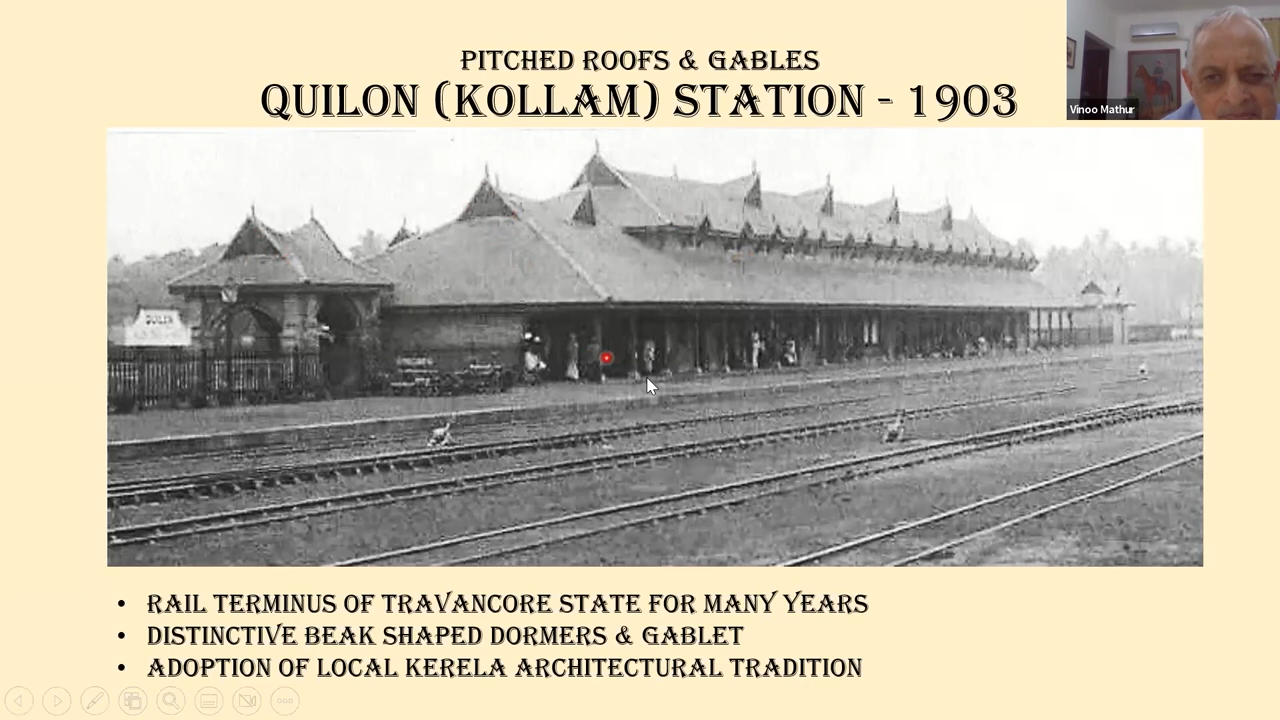 PITCHED ROOFS & GABLES
QUILON (KOLLAM) STATION - 1903
Vinoo Mathur
QUILON
• RAIL TERMINUS OF TRAVANCORE STATE FOR MANY YEARS
• DISTINCTIVE BEAK SHAPED DORMERS & GABLET
• ADOPTION OF LOCAL KERELA ARCHITECTURAL TRADITION